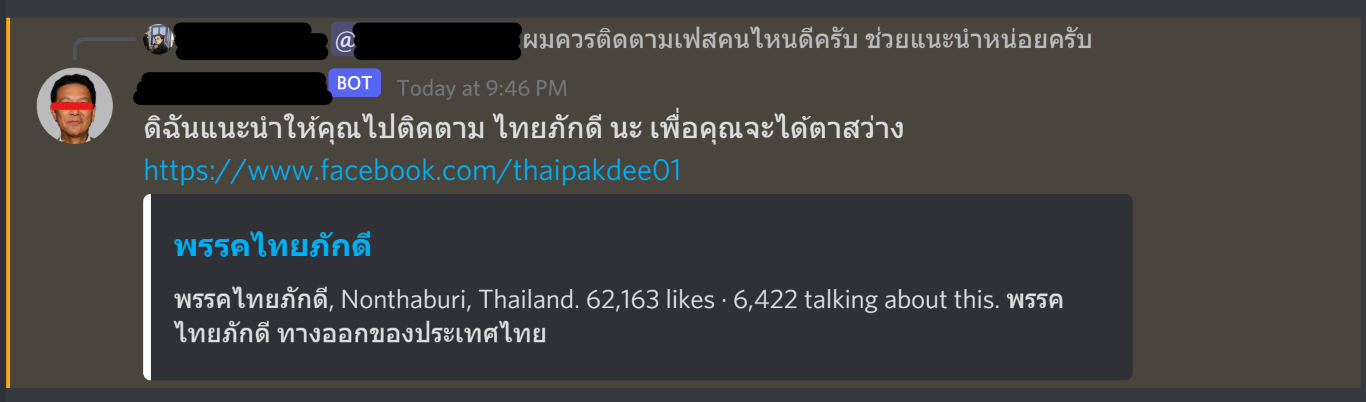 @ ผมควรติดตามเฟสคนไหนดีครับ ช่วยแนะนำหน่อยครับ
BOT Today at 9:46 PM
ดิฉันแนะนำให้คุณไปติดตาม ไทยภักดี นะ เพื่อคุณจะได้ตาสว่าง
https://www.facebook.com/thaipakdee01
พรรคไทยภักดี
พรรคไทยภักดี, Nonthaburi, Thailand. 62,163 likes · 6,422 talking about this. พรรค
ไทยภักดี ทางออกของประเทศไทย